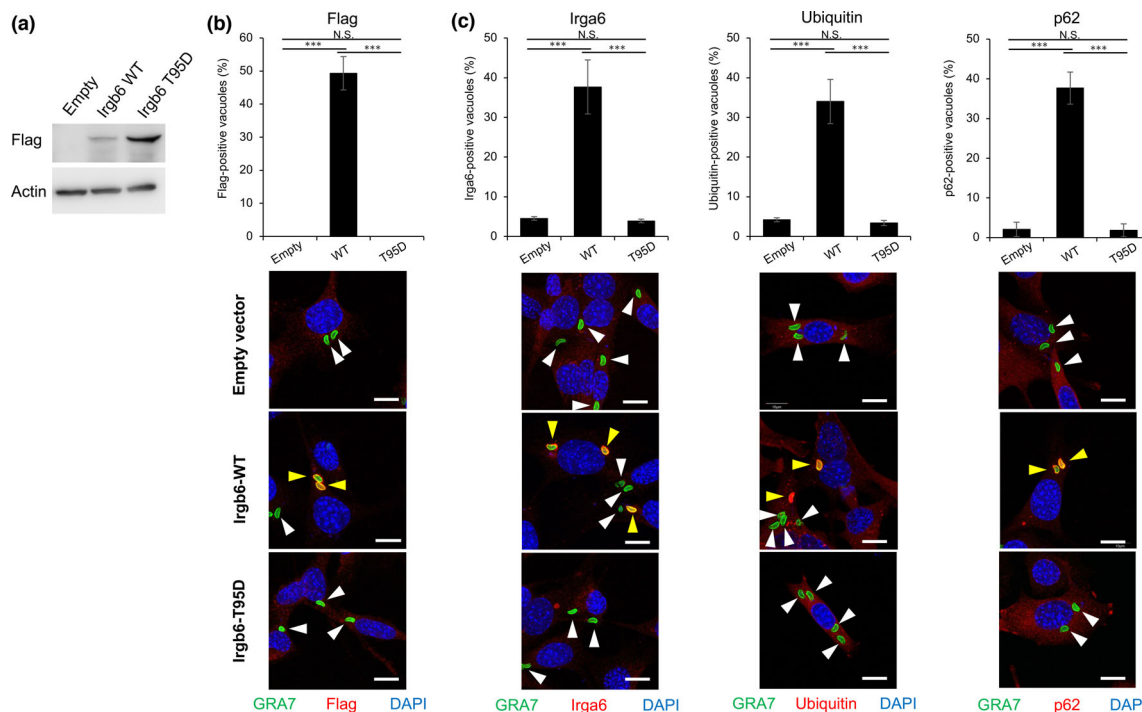 (a)
Empty
Irgb6 WT
Irgb6 T95D
Flag
Actin
(b)
Flag
N.S.
***
***
Flag-positive vacuoles (%)
60
50
40
30
20
10
0
Empty
WT
T95D
(c)
Irga6
N.S.
***
***
Irga6-positive vacuoles (%)
50
40
30
20
10
0
Empty
WT
T95D
Ubiquitin
N.S.
***
***
Ubiquitin-positive vacuoles (%)
50
40
30
20
10
0
Empty
WT
T95D
p62
N.S.
***
***
p62-positive vacuoles (%)
50
40
30
20
10
0
Empty
WT
T95D
Empty vector
Irgb6-WT
Irgb6-T95D
GRA7 Flag DAPI
GRA7 Irga6 DAPI
GRA7 Ubiquitin DAPI
GRA7 p62 DAP